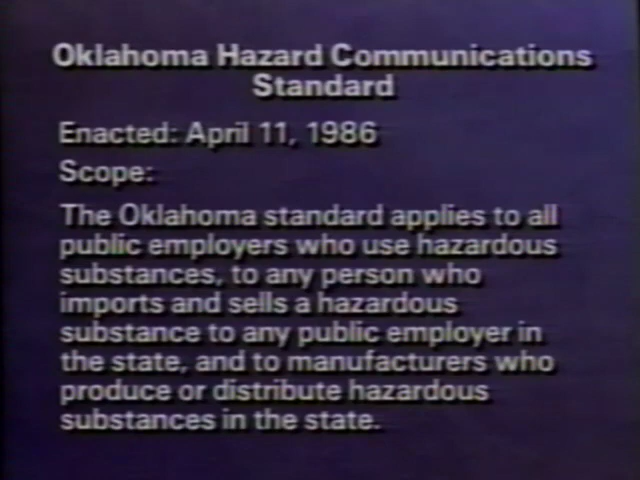 Oklahoma Hazard Communications
Standard
Enacted: April 11, 1986
Scope:
The Oklahoma standard applies to all
public employers who use hazardous
substances, to any person who
imports and sells a hazardous
substance to any public employer in
the state, and to manufacturers who
produce or distribute hazardous
substances in the state.